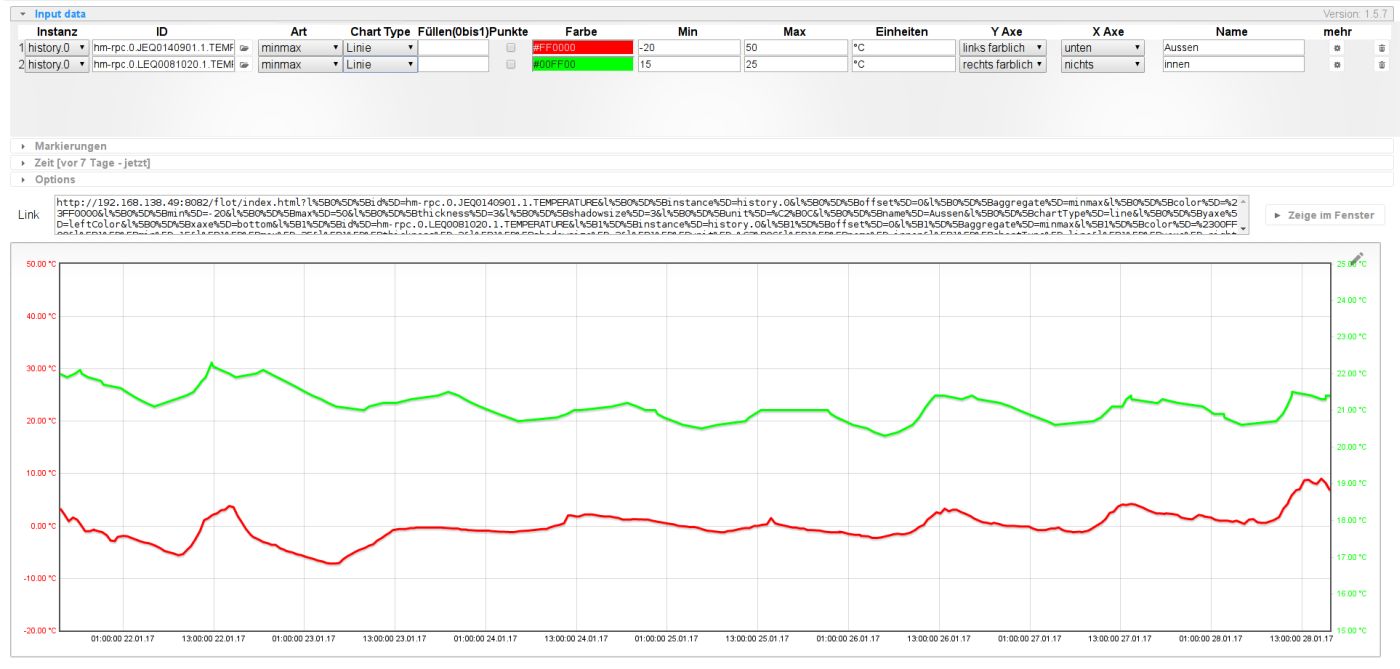 Input data Version: 1.5.7
Instanz ID Art Chart Type Füllen(0bis1) Punkte Farbe Min Max Einheiten Y Axe X Axe Name mehr
1 history.0 hm-rpc.0.JEQ0140901.1.TEMF minmax Linie #FF0000 -20 50 °C links farblich unten Aussen
2 history.0 hm-rpc.0.LEQ0081020.1.TEMF minmax Linie #00FF00 15 25 °C rechts farblich nichts innen
Markierungen
Zeit [vor 7 Tage - jetzt]
Options
Link
http://192.168.138.49:8082/flot/index.html?l%5B0%5D%5Bid%5D=hm-rpc.0.JEQ0140901.1.TEMPERATURE&l%5B0%5D%5Binstance%5D=history.0&l%5B0%5D%5Boffset%5D=0&l%5B0%5D%5Baggregate%5D=minmax&l%5B0%5D%5Bcolor%5D=%2
3FF0000&l%5B0%5D%5Bmin%5D=-20&l%5B0%5D%5Bmax%5D=50&l%5B0%5D%5Bthickness%5D=3&l%5B0%5D%5Bshadowsize%5D=3&l%5B0%5D%5Bunit%5D=%C2%B0C&l%5B0%5D%5Bname%5D=Aussen&l%5B0%5D%5BchartType%5D=line&l%5B0%5D%5Byaxe%5
D=leftColor&l%5B0%5D%5Bxaxe%5D=bottom&l%5B1%5D%5Bid%5D=hm-rpc.0.LEQ0081020.1.TEMPERATURE&l%5B1%5D%5Binstance%5D=history.0&l%5B1%5D%5Boffset%5D=0&l%5B1%5D%5Baggregate%5D=minmax&l%5B1%5D%5Bcolor%5D=%2300FF
Zeige im Fenster
50.00 °C 25.00 °C
24.00 °C
40.00 °C
23.00 °C
30.00 °C
22.00 °C
21.00 °C
20.00 °C
20.00 °C
10.00 °C
19.00 °C
0.00 °C
18.00 °C
17.00 °C
-10.00 °C
16.00 °C
-20.00 °C 15.00 °C
01:00:00 22.01.17 13:00:00 22.01.17 01:00:00 23.01.17 13:00:00 23.01.17 01:00:00 24.01.17 13:00:00 24.01.17 01:00:00 25.01.17 13:00:00 25.01.17 01:00:00 26.01.17 13:00:00 26.01.17 01:00:00 27.01.17 13:00:00 27.01.17 01:00:00 28.01.17 13:00:00 28.01.17